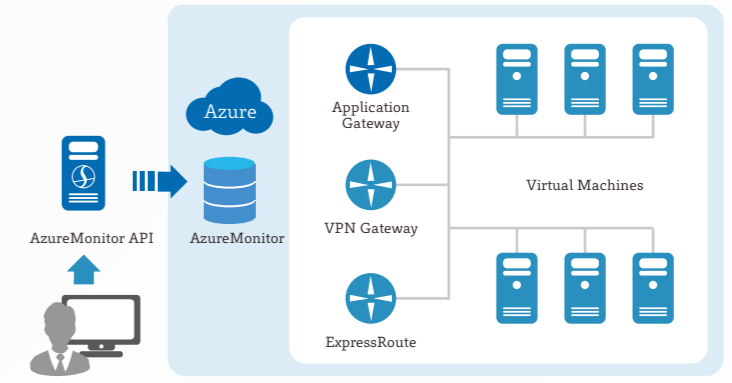 Azure
Application
Gateway
Virtual Machines
VPN Gateway
AzureMonitor API
AzureMonitor
ExpressRoute